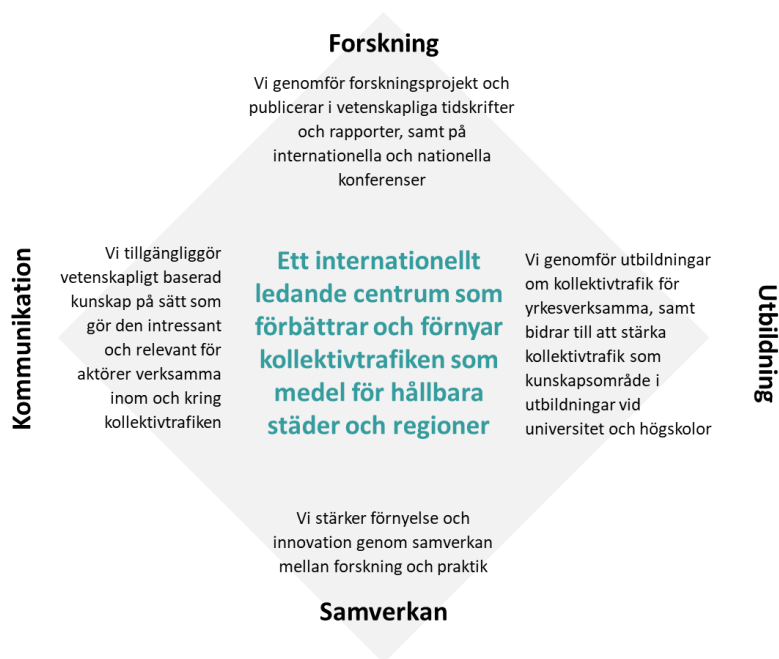 Forskning
Vi genomför forskningsprojekt och
publicerar i vetenskapliga tidskrifter
och rapporter, samt på
internationella och nationella
konferenser
Kommunikation
Vi tillgängliggör
vetenskapligt baserad
kunskap på sätt som
gör den intressant
och relevant för
aktörer verksamma
inom och kring
kollektivtrafiken
Ett internationellt
ledande centrum som
förbättrar och förnyar
kollektivtrafiken som
medel för hållbara
städer och regioner
Vi genomför utbildningar
om kollektivtrafik för
yrkesverksamma, samt
bidrar till att stärka
kollektivtrafik som
kunskapsområde i
utbildningar vid
universitet och högskolor
Utbildning
Vi stärker förnyelse och
innovation genom samverkan
mellan forskning och praktik
Samverkan